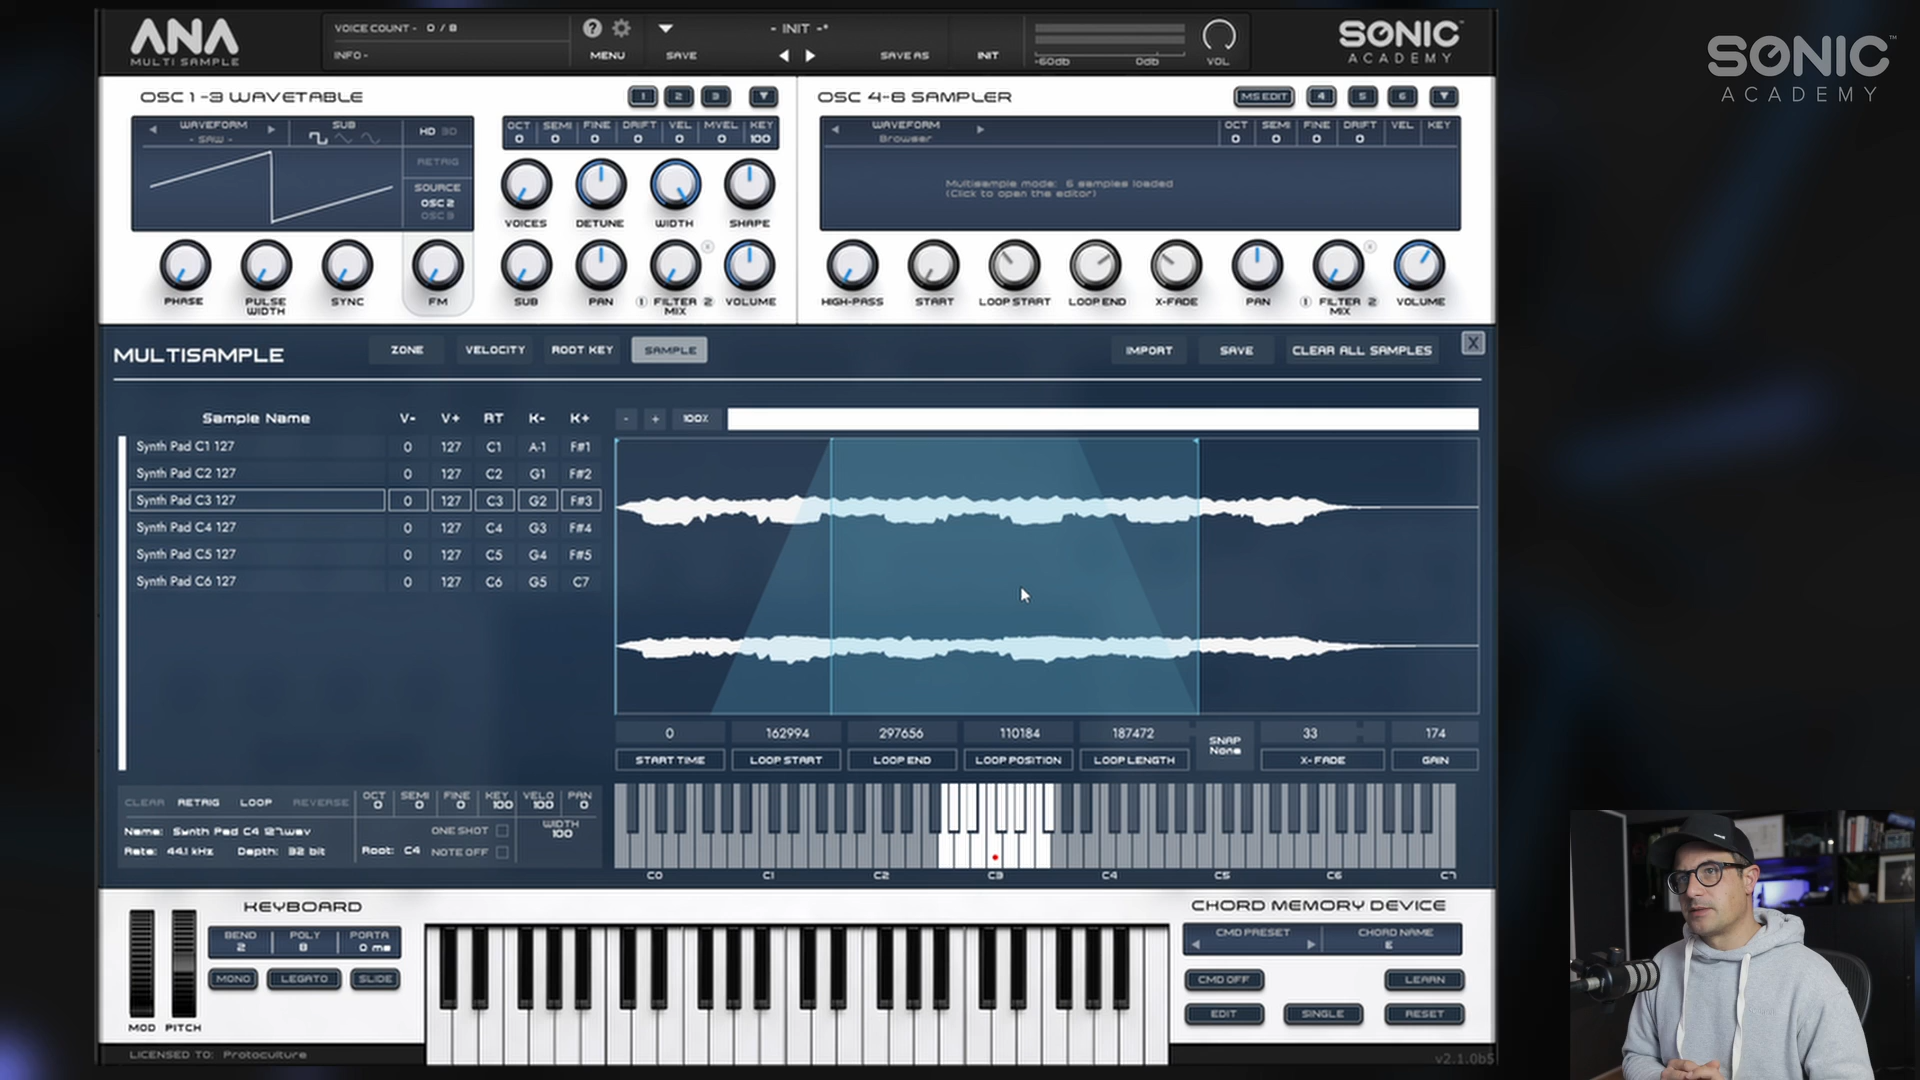 ANA
MULTI SAMPLE
VOICE COUNT - 0 / 8
INFO -
MENU
SAVE
- INIT -*
SAVE AS
INIT
-60db
0db
VOL
SONIC
ACADEMY
SONIC™
ACADEMY
OSC 1-3 WAVETABLE
1
2
3
WAVEFORM
- SAW -
SUB
HD 3D
RETRIG
SOURCE
OSC 2
OSC 3
OCT SEMI FINE DRIFT VEL MVEL KEY
0 0 0 0 0 0 100
VOICES
DETUNE
WIDTH
SHAPE
PHASE
PULSE
WIDTH
SYNC
FM
SUB
PAN
1 FILTER 2
MIX
VOLUME
OSC 4-6 SAMPLER
MS EDIT
4
5
6
WAVEFORM
Browser
OCT SEMI FINE DRIFT VEL KEY
0 0 0 0
Multisample mode: 6 samples loaded
(Click to open the editor)
HIGH-PASS
START
LOOP START
LOOP END
X-FADE
PAN
1 FILTER 2
MIX
VOLUME
MULTISAMPLE
ZONE
VELOCITY
ROOT KEY
SAMPLE
IMPORT
SAVE
CLEAR ALL SAMPLES
X
Sample Name V- V+ RT K- K+
Synth Pad C1 127 0 127 C1 A-1 F#1
Synth Pad C2 127 0 127 C2 G1 F#2
Synth Pad C3 127 0 127 C3 G2 F#3
Synth Pad C4 127 0 127 C4 G3 F#4
Synth Pad C5 127 0 127 C5 G4 F#5
Synth Pad C6 127 0 127 C6 G5 C7
- + 100%
0 162994 297656 110184 187472 33 174
START TIME LOOP START LOOP END LOOP POSITION LOOP LENGTH X-FADE GAIN
SNAP
None
CLEAR RETRIG LOOP REVERSE
OCT SEMI FINE KEY VELO PAN
0 0 0 100 100 0
Name: Synth Pad C4 127.wav
Rate: 44.1 kHz Depth: 32 bit
Root: C4
ONE SHOT
NOTE OFF
WIDTH
100
C0 C1 C2 C3 C4 C5 C6 C7
KEYBOARD
BEND POLY PORTA
2 8 0 ms
MONO LEGATO SLIDE
MOD PITCH
CHORD MEMORY DEVICE
CMD PRESET
CHORD NAME
E
CMD OFF
LEARN
EDIT
SINGLE
RESET
LICENSED TO: Protoculture
v2.1.0b5